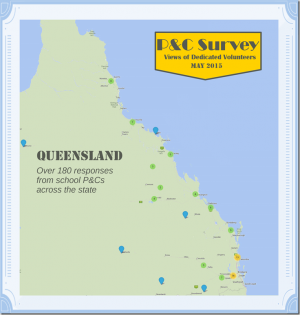 P&C Survey
Views of Dedicated Volunteers
MAY 2015
QUEENSLAND
Over 180 responses
from school P&Cs
across the state